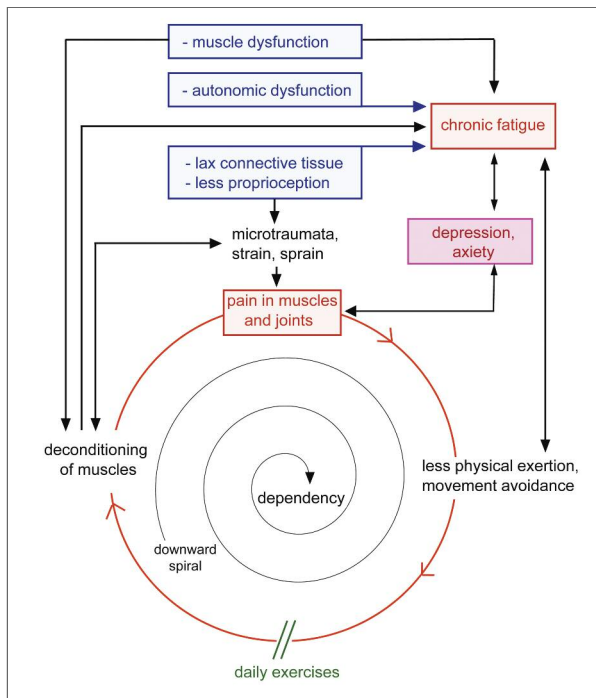 - muscle dysfunction
- autonomic dysfunction
chronic fatigue
- lax connective tissue
- less proprioception
microtraumata,
strain, sprain
depression,
axiety
pain in muscles
and joints
deconditioning
of muscles
less physical exertion,
movement avoidance
dependency
downward
spiral
daily exercises